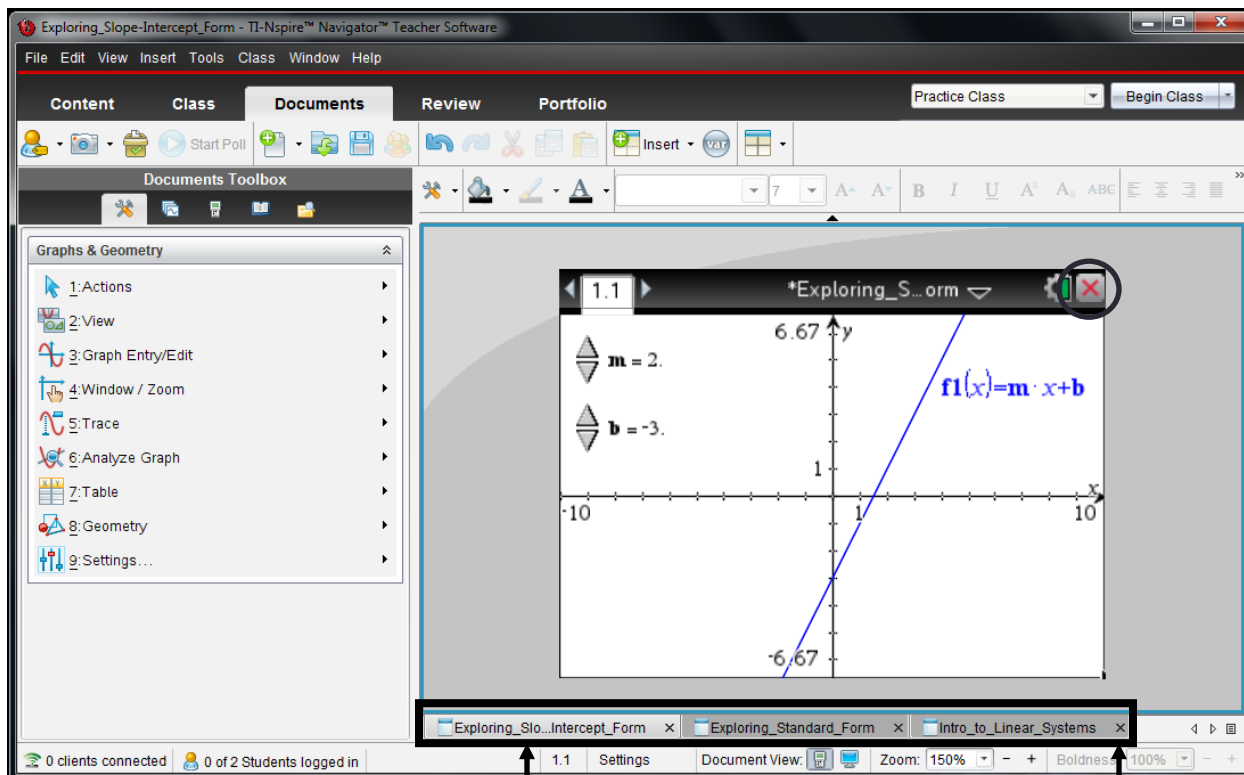 Exploring_Slope-Intercept_Form - TI-Nspire™ Navigator™ Teacher Software
File Edit View Insert Tools Class Window Help
Content Class Documents Review Portfolio Practice Class Begin Class
Start Poll Insert var
Documents Toolbox
7 A A B I U A A ABC
Graphs & Geometry
1:Actions
2:View
3:Graph Entry/Edit
4:Window / Zoom
5:Trace
6:Analyze Graph
7:Table
8:Geometry
9:Settings...
1.1 *Exploring_S...orm
6.67 y
m = 2.
f1(x)=m·x+b
b = -3.
1
x
-10 1 10
-6.67
Exploring_Slo...Intercept_Form Exploring_Standard_Form Intro_to_Linear_Systems
0 clients connected 0 of 2 Students logged in 1.1 Settings Document View: Zoom: 150% - + Boldness 100% - +